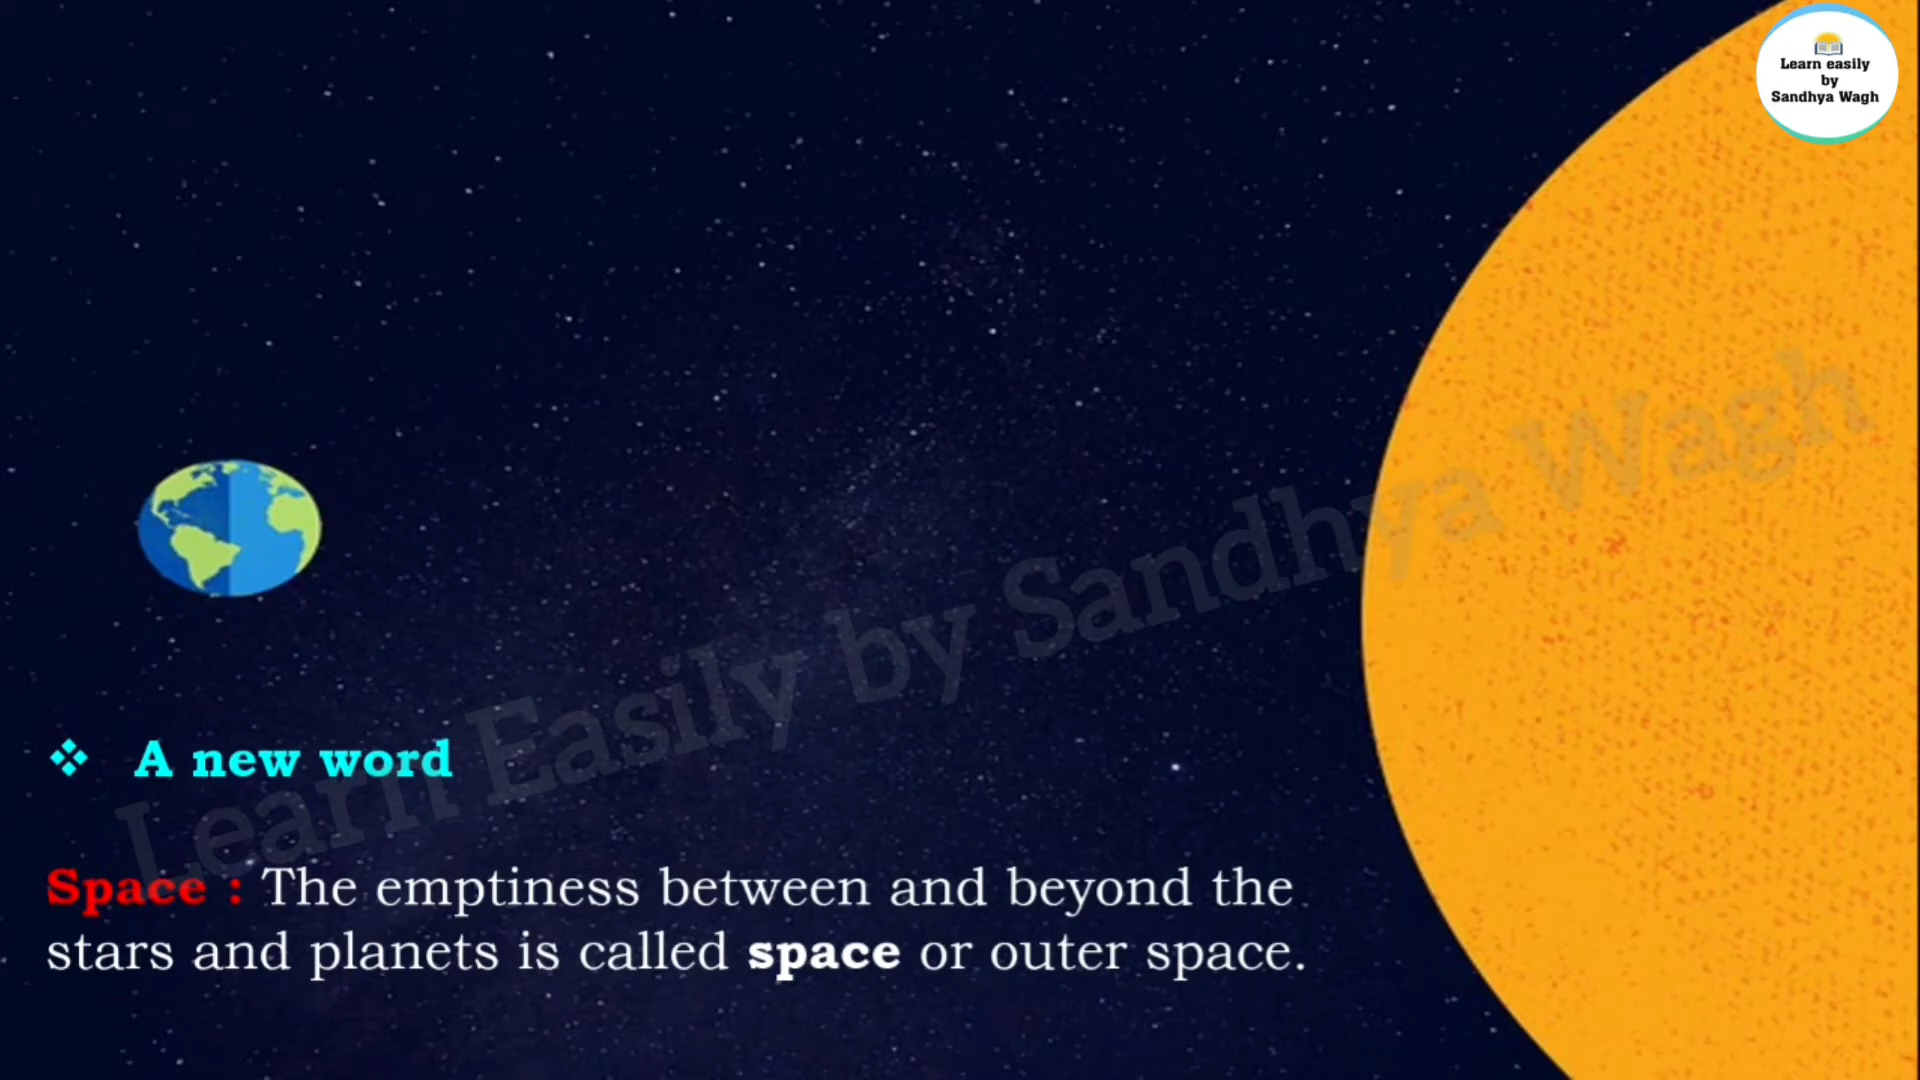 Learn easily
by
Sandhya Wagh
Learn Easily by Sandhya Wagh
❖ A new word
Space : The emptiness between and beyond the
stars and planets is called space or outer space.